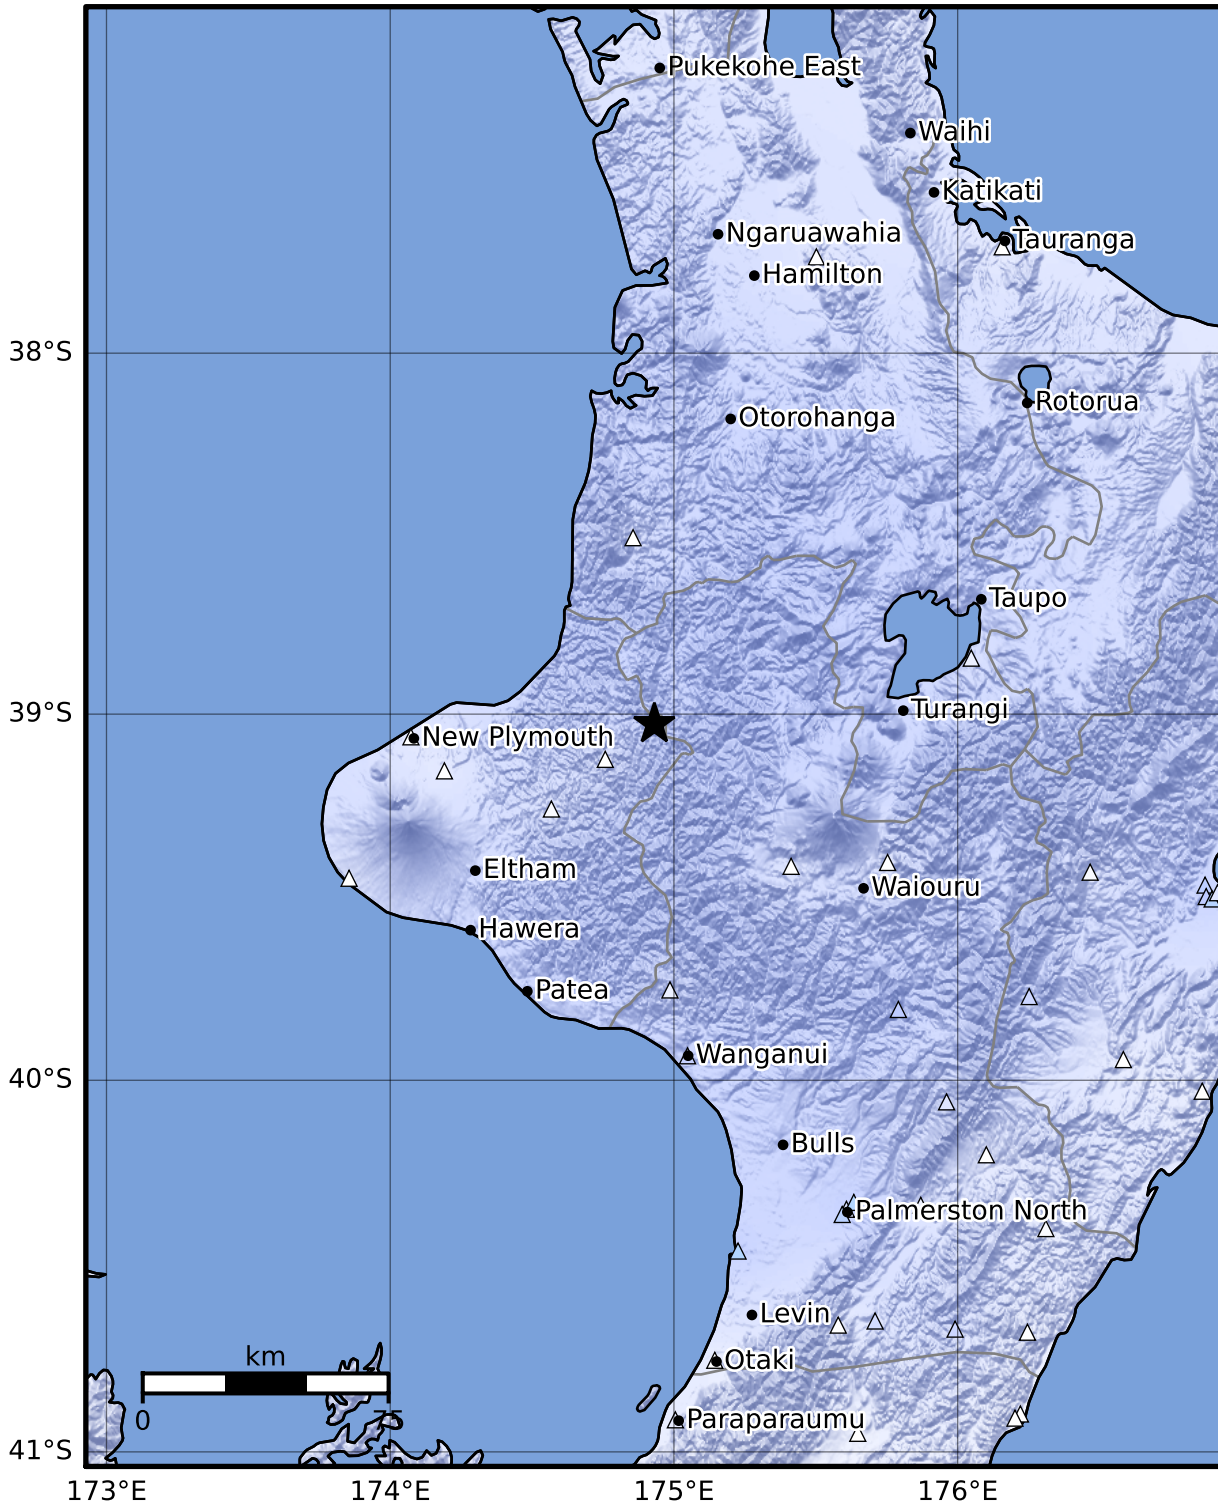 Pukekohe East
Waihi
Katikati
Ngaruawahia
Tauranga
Hamilton
38°S
Rotorua
Otorohanga
Taupo
39°S
Turangi
New Plymouth
Eltham
Waiouru
Hawera
Patea
Wanganui
40°S
Bulls
Palmerston North
Levin
km
Otaki
0
75
Paraparaumu
41°S
173°E
174°E
175°E
176°E